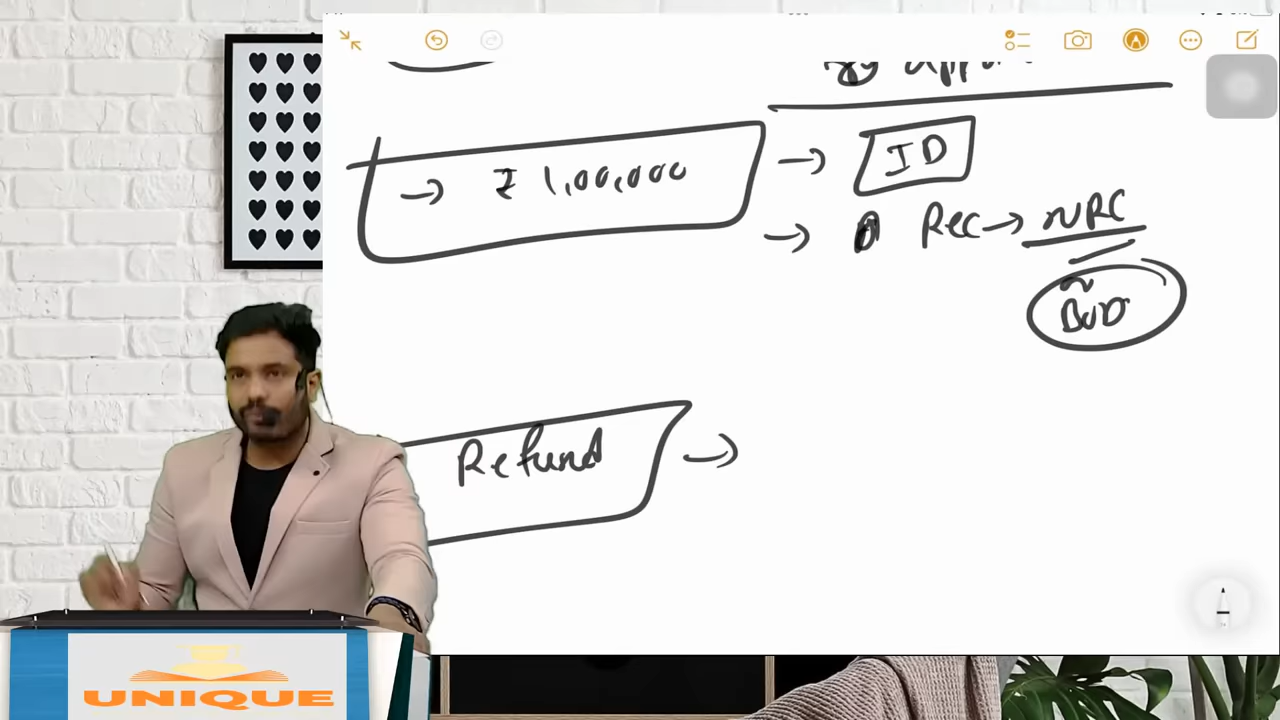 → ₹ 1,00,000 → ID
→ Rec → NRC
BOD
Refund →
UNIQUE